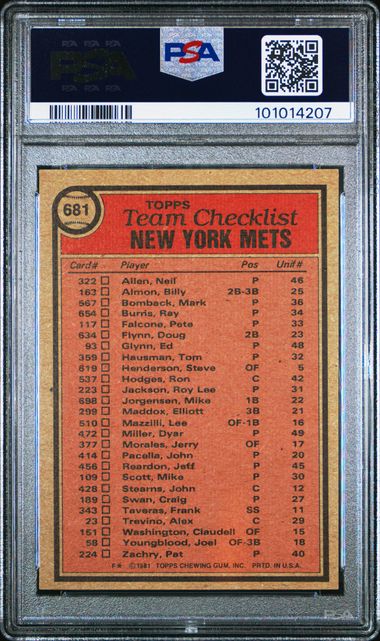 PSA
PSA
101014207
681
TOPPS
Team Checklist
NEW YORK METS
Card# Player Pos Unif#
322 Allen, Neil P 46
163 Almon, Billy 2B-3B 25
567 Bomback, Mark P 36
654 Burris, Ray P 34
117 Falcone, Pete P 33
634 Flynn, Doug 2B 23
93 Glynn, Ed P 48
359 Hausman, Tom P 32
619 Henderson, Steve OF 5
537 Hodges, Ron C 42
223 Jackson, Roy Lee P 31
698 Jorgensen, Mike 1B 22
299 Maddox, Elliott 3B 21
510 Mazzilli, Lee OF-1B 16
472 Miller, Dyar P 49
377 Morales, Jerry OF 17
414 Pacella, John P 20
456 Reardon, Jeff P 45
109 Scott, Mike P 30
428 Stearns, John C 12
189 Swan, Craig P 27
343 Taveras, Frank SS 11
23 Trevino, Alex C 29
151 Washington, Claudell OF 15
58 Youngblood, Joel OF-3B 18
224 Zachry, Pat P 40
F* ©1981 TOPPS CHEWING GUM, INC. PRTD. IN U.S.A.
PSA